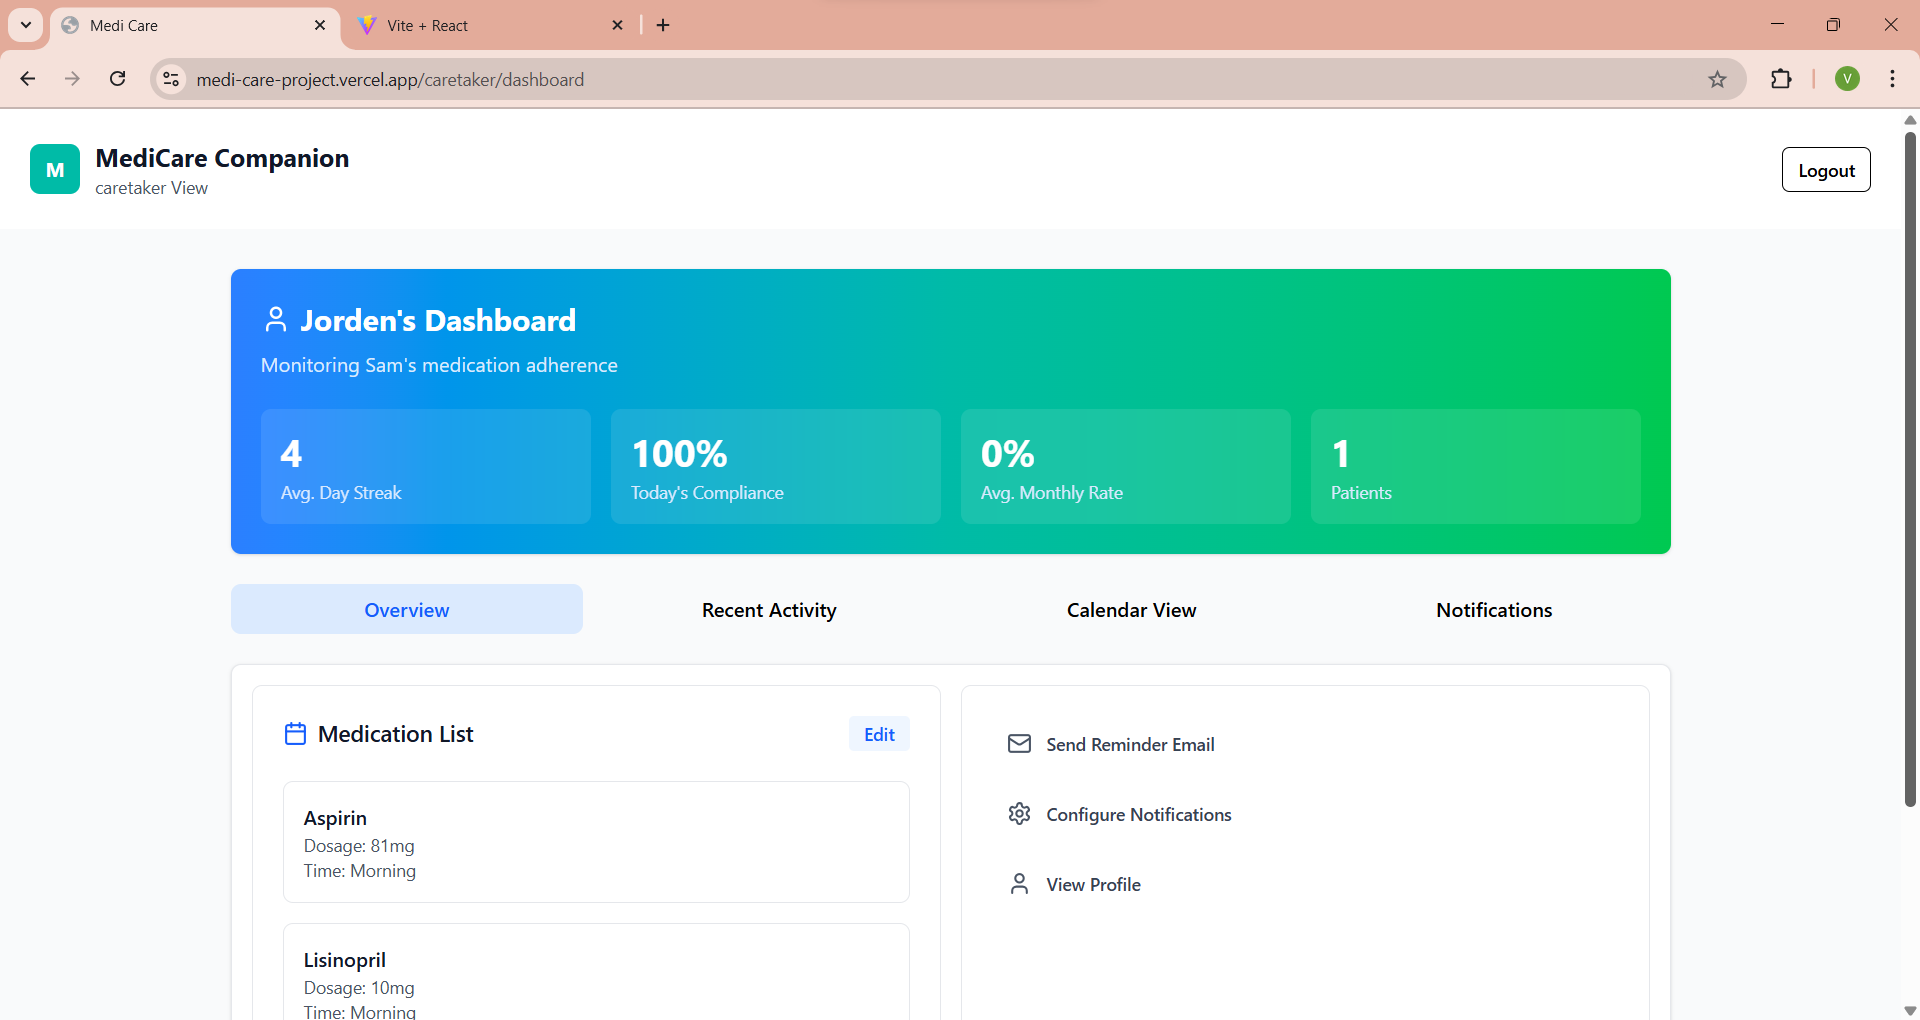 Medi Care
Vite + React
medi-care-project.vercel.app/caretaker/dashboard
V
M
MediCare Companion
caretaker View
Logout
Jorden's Dashboard
Monitoring Sam's medication adherence
4
Avg. Day Streak
100%
Today's Compliance
0%
Avg. Monthly Rate
1
Patients
Overview
Recent Activity
Calendar View
Notifications
Medication List
Edit
Aspirin
Dosage: 81mg
Time: Morning
Lisinopril
Dosage: 10mg
Time: Morning
Send Reminder Email
Configure Notifications
View Profile